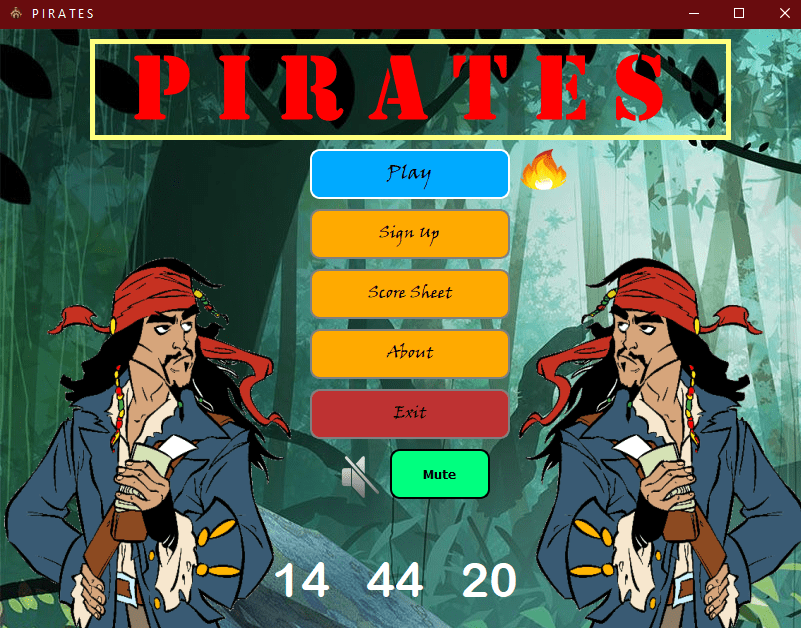 PIRATES
PIRATES
Play
Sign Up
Score Sheet
About
Exit
Mute
14 44 20